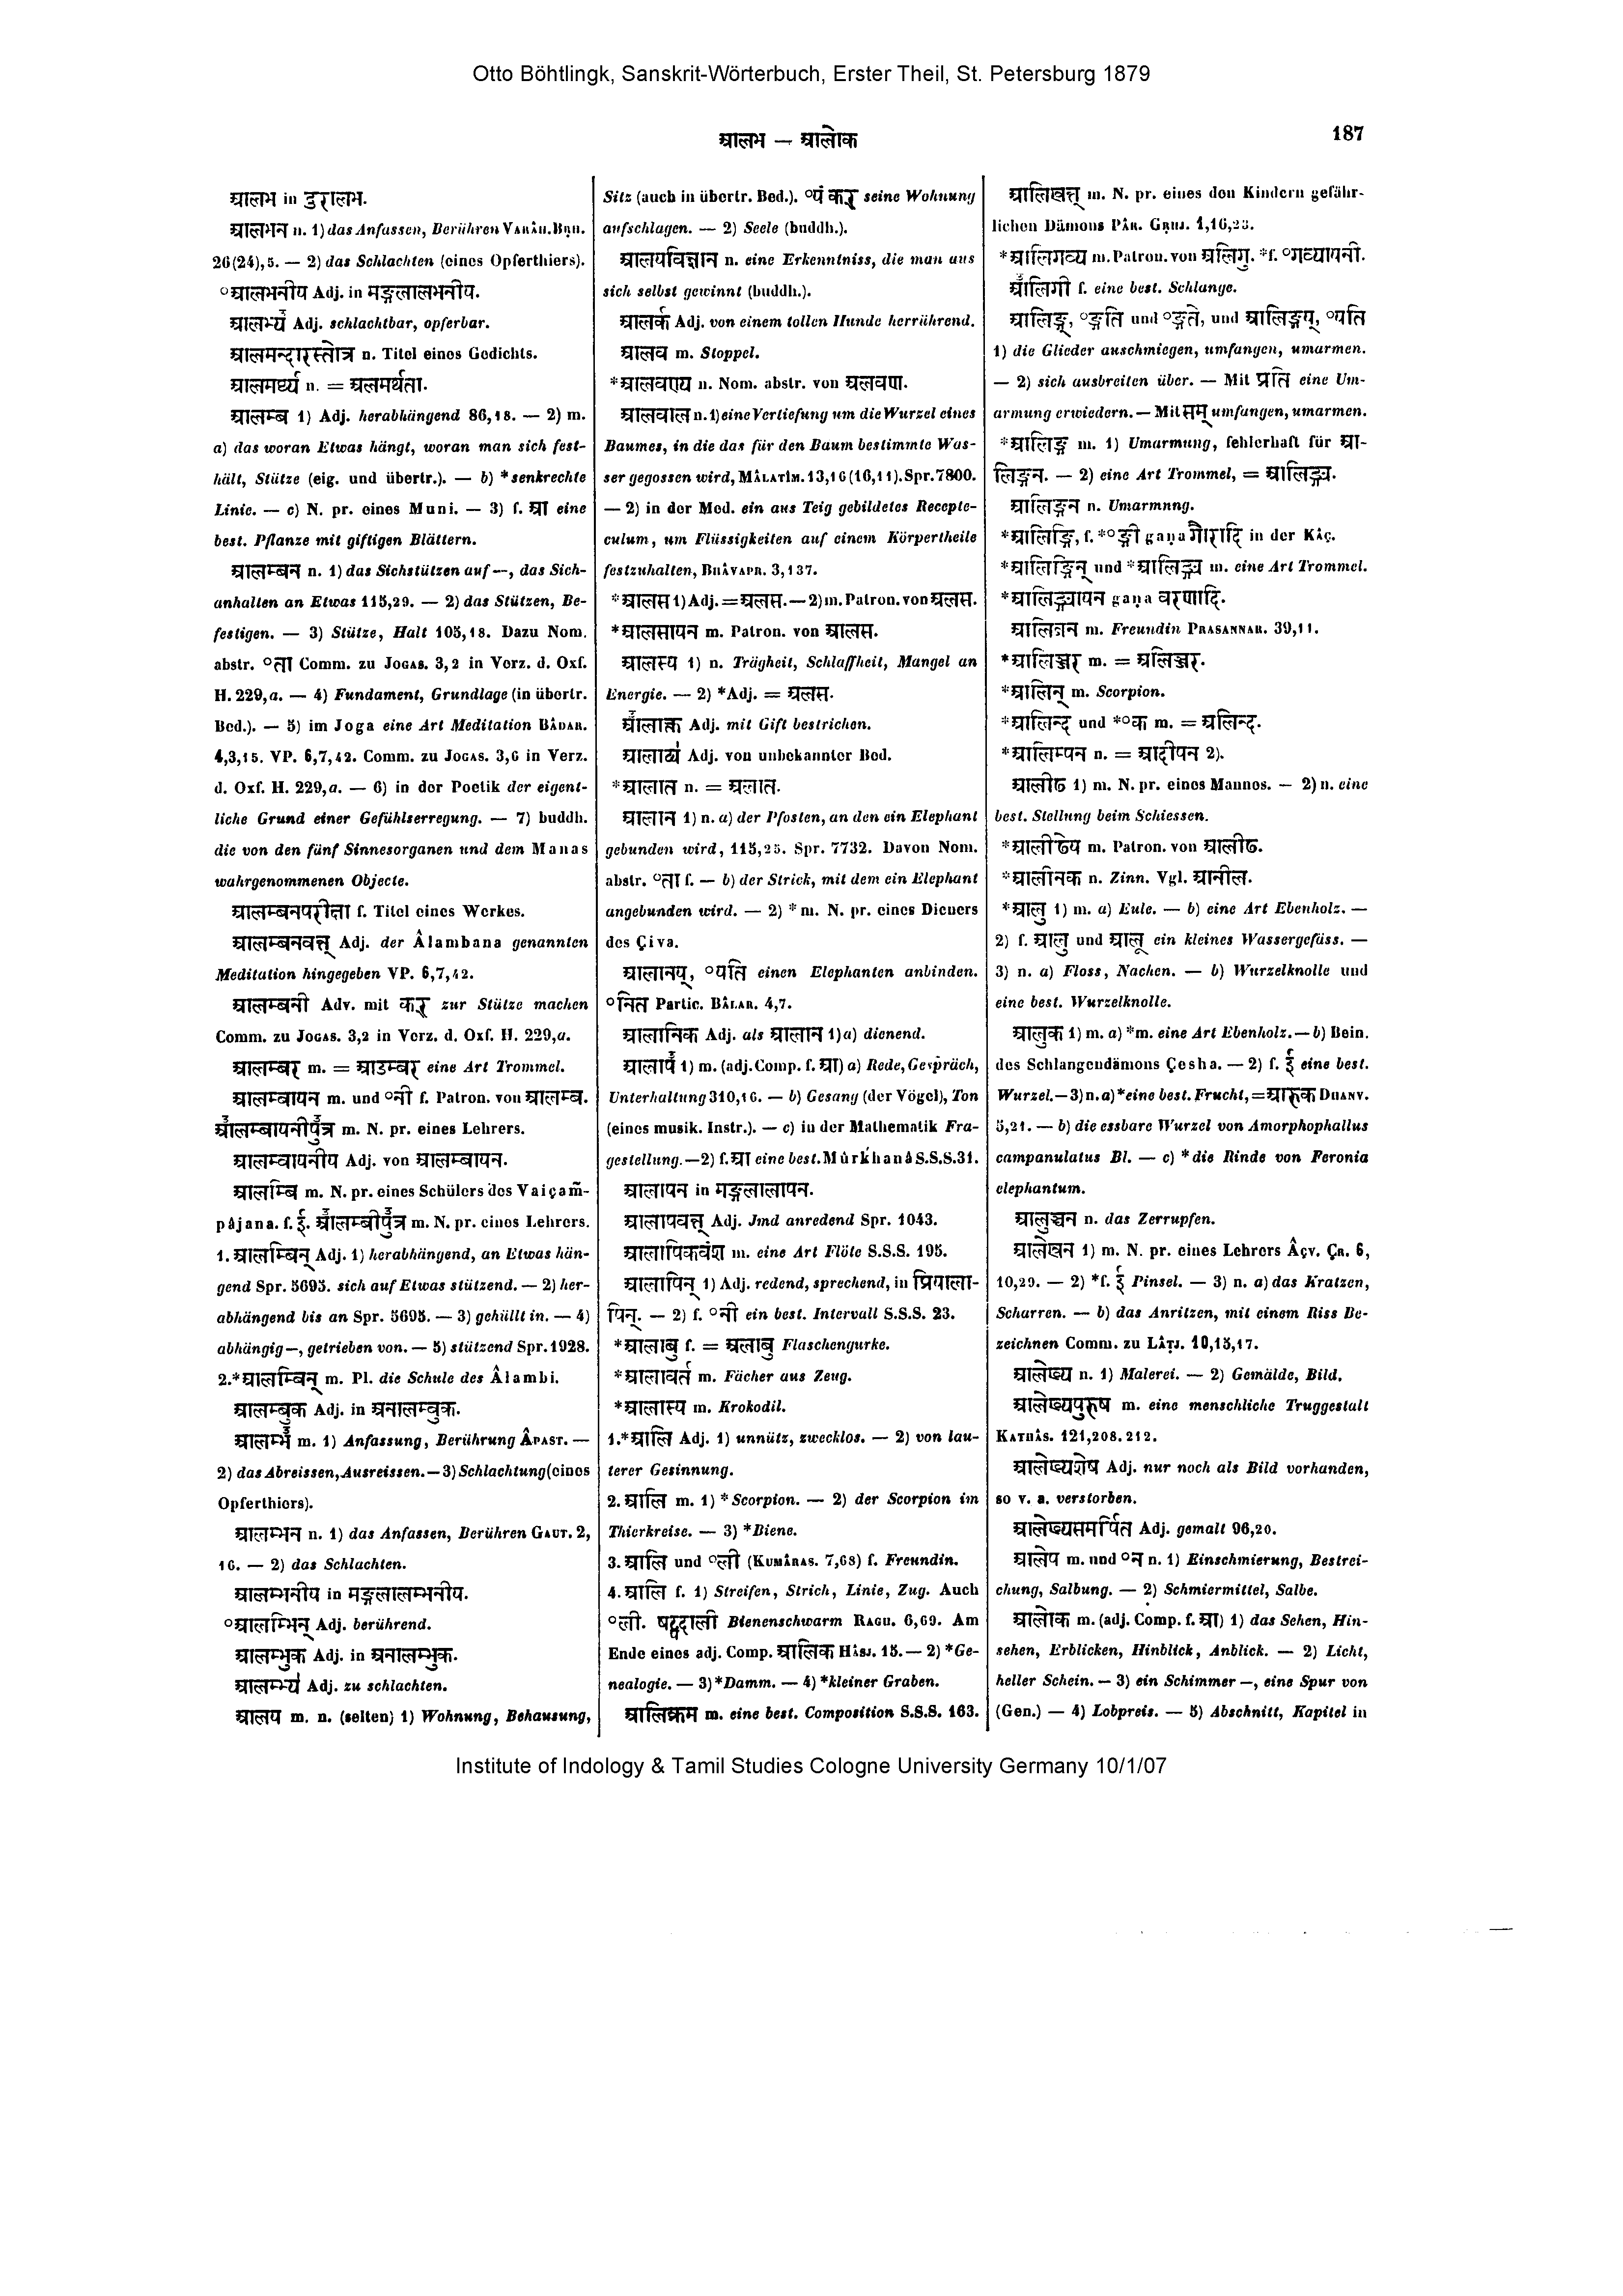 Otto Böhtlingk, Sanskrit-Wörterbuch, Erster Theil, St. Petersburg 1879
आलभ — आलोक
187
आलभ in दुरालभ.
आलभन n. 1) das Anfassen, Berühren VARÂH. BṚH.
26(24),5. — 2) das Schlachten (eines Opferthiers).
°आलभनीय Adj. in मङ्गलालभनीय.
आलभ्य Adj. schlachtbar, opferbar.
आलमन्दारस्तोत्र n. Titel eines Gedichts.
आलमर्थ्य n. = अलमर्थता.
आलम्ब 1) Adj. herabhängend 86,18. — 2) m.
a) das woran Etwas hängt, woran man sich fest-
hält, Stütze (eig. und übertr.). — b) *senkrechte
Linie. — c) N. pr. eines Muni. — 3) f. आ eine
best. Pflanze mit giftigen Blättern.
आलम्बन n. 1) das Sichstützen auf —, das Sich-
anhalten an Etwas 115,29. — 2) das Stützen, Be-
festigen. — 3) Stütze, Halt 105,18. Dazu Nom.
abstr. °ता Comm. zu JOGAS. 3,2 in Verz. d. Oxf.
H. 229,a. — 4) Fundament, Grundlage (in übertr.
Bed.). — 5) im Joga eine Art Meditation BÂDAR.
4,3,15. VP. 6,7,42. Comm. zu JOGAS. 3,6 in Verz.
d. Oxf. H. 229,a. — 6) in der Poetik der eigent-
liche Grund einer Gefühlserregung. — 7) buddh.
die von den fünf Sinnesorganen und dem Manas
wahrgenommenen Objecte.
आलम्बनपरीक्षा f. Titel eines Werkes.
आलम्बनवत् Adj. der Âlambana genannten
Meditation hingegeben VP. 6,7,42.
आलम्बनी Adv. mit कर् zur Stütze machen
Comm. zu JOGAS. 3,2 in Verz. d. Oxf. H. 229,a.
आलम्बर m. = आडम्बर eine Art Trommel.
आलम्बायन m. und °नी f. Patron. von आलम्ब.
आलम्बायनीपुत्र m. N. pr. eines Lehrers.
आलम्बायनीय Adj. von आलम्बायन.
आलम्बि m. N. pr. eines Schülers des Vaiçam̃-
pâjana. f. ई. आलम्बीपुत्र m. N. pr. eines Lehrers.
1. आलम्बिन् Adj. 1) herabhängend, an Etwas hän-
gend Spr. 5695. sich auf Etwas stützend. — 2) her-
abhängend bis an Spr. 5695. — 3) gehüllt in. — 4)
abhängig —, getrieben von. — 5) stützend Spr. 1928.
2.*आलम्बिन् m. Pl. die Schule des Âlambi.
आलम्बुक Adj. in अनालम्बुक.
आलम्भ m. 1) Anfassung, Berührung ÂPAST. —
2) das Abreissen, Ausreissen. — 3) Schlachtung (eines
Opferthiers).
आलम्भन n. 1) das Anfassen, Berühren GAUT. 2,
16. — 2) das Schlachten.
आलम्भनीय in मङ्गलालम्भनीय.
°आलम्भिन् Adj. berührend.
आलम्भुक Adj. in अनालम्भुक.
आलम्भ्य Adj. zu schlachten.
आलय m. n. (selten) 1) Wohnung, Behausung,
Sitz (auch in übertr. Bed.). °यं कर् seine Wohnung
aufschlagen. — 2) Seele (buddh.).
आलयविज्ञान n. eine Erkenntniss, die man aus
sich selbst gewinnt (buddh.).
आलर्क Adj. von einem tollen Hunde herrührend.
आलव m. Stoppel.
*आलवण्य n. Nom. abstr. von अलवण.
आलवाल n. 1) eine Vertiefung um die Wurzel eines
Baumes, in die das für den Baum bestimmte Was-
ser gegossen wird, MÂLATÎM. 13,16 (16,11). Spr. 7800.
— 2) in der Med. ein aus Teig gebildetes Recepta-
culum, um Flüssigkeiten auf einem Körpertheile
festzuhalten, BHÂVAPR. 3,137.
*आलस 1) Adj. = अलस. — 2) m. Patron. von अलस.
*आलसायन m. Patron. von आलस.
आलस्य 1) n. Trägheit, Schlaffheit, Mangel an
Energie. — 2) *Adj. = अलस.
आलाक्त Adj. mit Gift bestrichen.
आलाक्य Adj. von unbekannter Bed.
*आलात n. = अलात.
आलान 1) n. a) der Pfosten, an den ein Elephant
gebunden wird, 115,25. Spr. 7732. Davon Nom.
abstr. °ता f. — b) der Strick, mit dem ein Elephant
angebunden wird. — 2) *m. N. pr. eines Dieners
des Çiva.
आलानय्, °यति einen Elephanten anbinden.
°नित Partic. BÂLAR. 4,7.
आलानिक Adj. als आलान 1)a) dienend.
आलाप 1) m. (adj. Comp. f. आ) a) Rede, Gespräch,
Unterhaltung 310,16. — b) Gesang (der Vögel), Ton
(eines musik. Instr.). — c) in der Mathematik Fra-
gestellung. — 2) f. आ eine best. Mûrkhanâ S.S.S. 31.
आलापन in मङ्गलालापन.
आलापवत् Adj. Jmd anredend Spr. 1043.
आलापिकवंश m. eine Art Flöte S.S.S. 195.
आलापिन् 1) Adj. redend, sprechend, in प्रियाला-
पिन्. — 2) f. °नी ein best. Intervall S.S.S. 23.
*आलाबु f. = अलाबु Flaschengurke.
*आलावर्त m. Fächer aus Zeug.
*आलास्य m. Krokodil.
1.*आलि Adj. 1) unnütz, zwecklos. — 2) von lau-
terer Gesinnung.
2. आलि m. 1) *Scorpion. — 2) der Scorpion im
Thierkreise. — 3) *Biene.
3. आलि und °ली (KUMÂRAS. 7,68) f. Freundin.
4. आलि f. 1) Streifen, Strich, Linie, Zug. Auch
°ली. षट्पदाली Bienenschwarm RAGH. 6,69. Am
Ende eines adj. Comp. आलिक HÂSJ. 15. — 2) *Ge-
nealogie. — 3) *Damm. — 4) *kleiner Graben.
आलिक्रम m. eine best. Composition S.S.S. 163.
आलिखत् m. N. pr. eines den Kindern gefähr-
lichen Dämons PÂR. GṚHJ. 1,16,23.
*आलिगव्य m. Patron. von अलिगु. *f. °गव्यायनी.
आलिगी f. eine best. Schlange.
आलिङ्ग्, °ङ्गति und °ङ्गते, und आलिङ्गय्, °यति
1) die Glieder anschmiegen, umfangen, umarmen.
— 2) sich ausbreiten über. — Mit प्रति eine Um-
armung erwiedern. — Mit सम् umfangen, umarmen.
*आलिङ्ग m. 1) Umarmung, fehlerhaft für आ-
लिङ्गन. — 2) eine Art Trommel, = आलिङ्ग्य.
आलिङ्गन n. Umarmung.
*आलिङ्गि, f. *°ङ्गी gaṇa गौरादि in der Kâç.
*आलिङ्गिन् und *आलिङ्ग्य m. eine Art Trommel.
*आलिङ्ग्यायन gaṇa वरणादि.
आलिजन m. Freundin PRASANNAR. 39,11.
*आलिञ्जर m. = अलिञ्जर.
*आलिन् m. Scorpion.
*आलिन्द und *°क m. = अलिन्द.
*आलिम्पन n. = आदीपन 2).
आलीढ 1) m. N. pr. eines Mannes. — 2) n. eine
best. Stellung beim Schiessen.
*आलीढेय m. Patron. von आलीढ.
*आलीनक n. Zinn. Vgl. आनील.
*आलु 1) m. a) Eule. — b) eine Art Ebenholz. —
2) f. आलु und आलू ein kleines Wassergefäss. —
3) n. a) Floss, Nachen. — b) Wurzelknolle und
eine best. Wurzelknolle.
आलुक 1) m. a) *m. eine Art Ebenholz. — b) Bein.
des Schlangendämons Çesha. — 2) f. ई eine best.
Wurzel. — 3) n. a) *eine best. Frucht, = आरुक DHANV.
5,21. — b) die essbare Wurzel von Amorphophallus
campanulatus Bl. — c) *die Rinde von Feronia
elephantum.
आलुञ्चन n. das Zerrupfen.
आलेखन 1) m. N. pr. eines Lehrers ÂÇV. ÇR. 6,
10,29. — 2) *f. ई Pinsel. — 3) n. a) das Kratzen,
Scharren. — b) das Anritzen, mit einem Riss Be-
zeichnen Comm. zu LÂṬJ. 10,15,17.
आलेख्य n. 1) Malerei. — 2) Gemälde, Bild.
आलेख्यपुरुष m. eine menschliche Truggestalt
KATHÂS. 121,208. 212.
आलेख्यशेष Adj. nur noch als Bild vorhanden,
so v. a. verstorben.
आलेख्यसमर्पित Adj. gemalt 96,20.
आलेप m. und °न n. 1) Einschmierung, Bestrei-
chung, Salbung. — 2) Schmiermittel, Salbe.
आलोक m. (adj. Comp. f. आ) 1) das Sehen, Hin-
sehen, Erblicken, Hinblick, Anblick. — 2) Licht,
heller Schein. — 3) ein Schimmer —, eine Spur von
(Gen.) — 4) Lobpreis. — 5) Abschnitt, Kapitel in
Institute of Indology & Tamil Studies Cologne University Germany 10/1/07